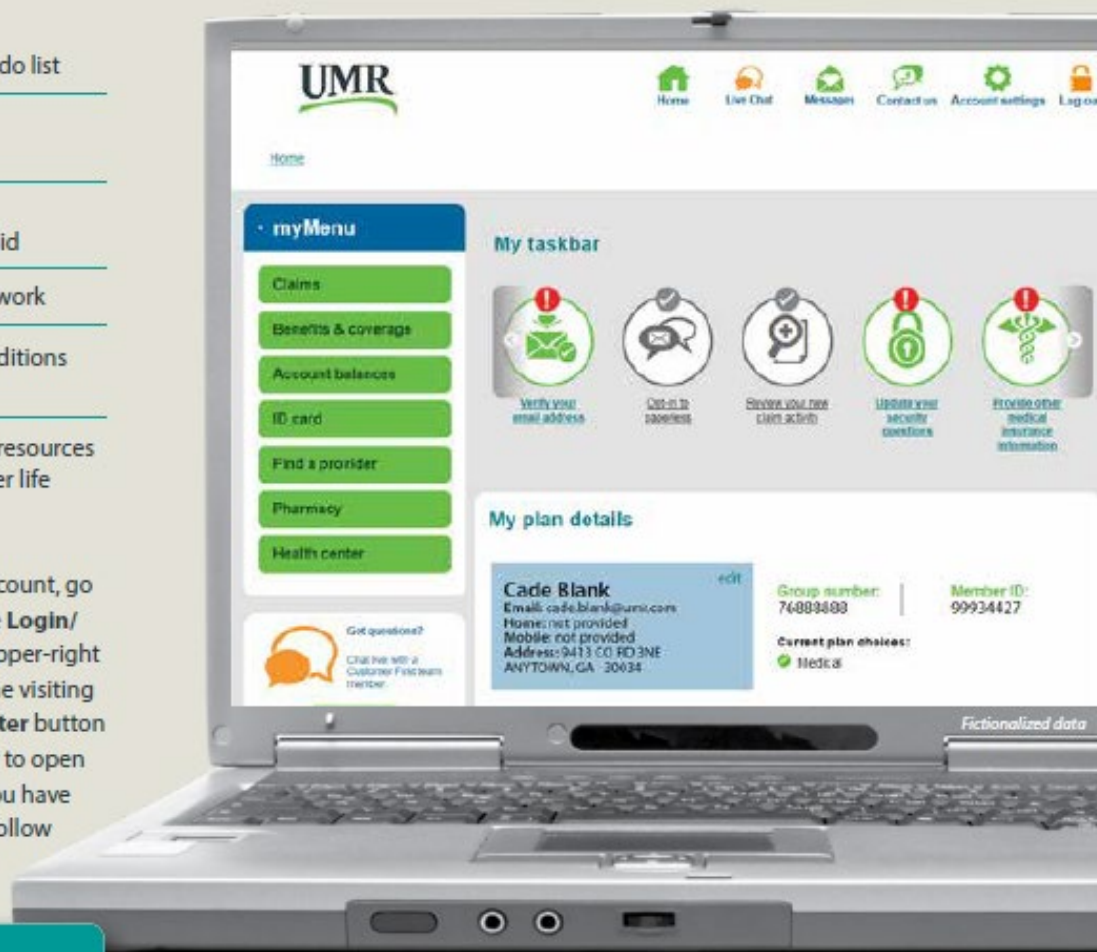 do list
id
work
ditions
resources
er life
count, go
Login/
pper-right
e visiting
ter button
to open
ou have
ollow
UMR
Home
Live Chat
Messages
Contact us
Account settings
Log ou
Home
myMenu
Claims
Benefits & coverage
Account balances
ID card
Find a provider
Pharmacy
Health center
Got questions?
Chat live with a
Customer First team
member.
My taskbar
Verify your
email address
Opt-in to
paperless
Review your new
claim activity
Update your
security
questions
Provide other
medical
insurance
information
My plan details
edit
Cade Blank
Email: cade.blank@umr.com
Home: not provided
Mobile: not provided
Address: 9413 CO RD 3NE
ANYTOWN, GA 30034
Group number:
76888688
Member ID:
99934427
Current plan choices:
Medical
Fictionalized data